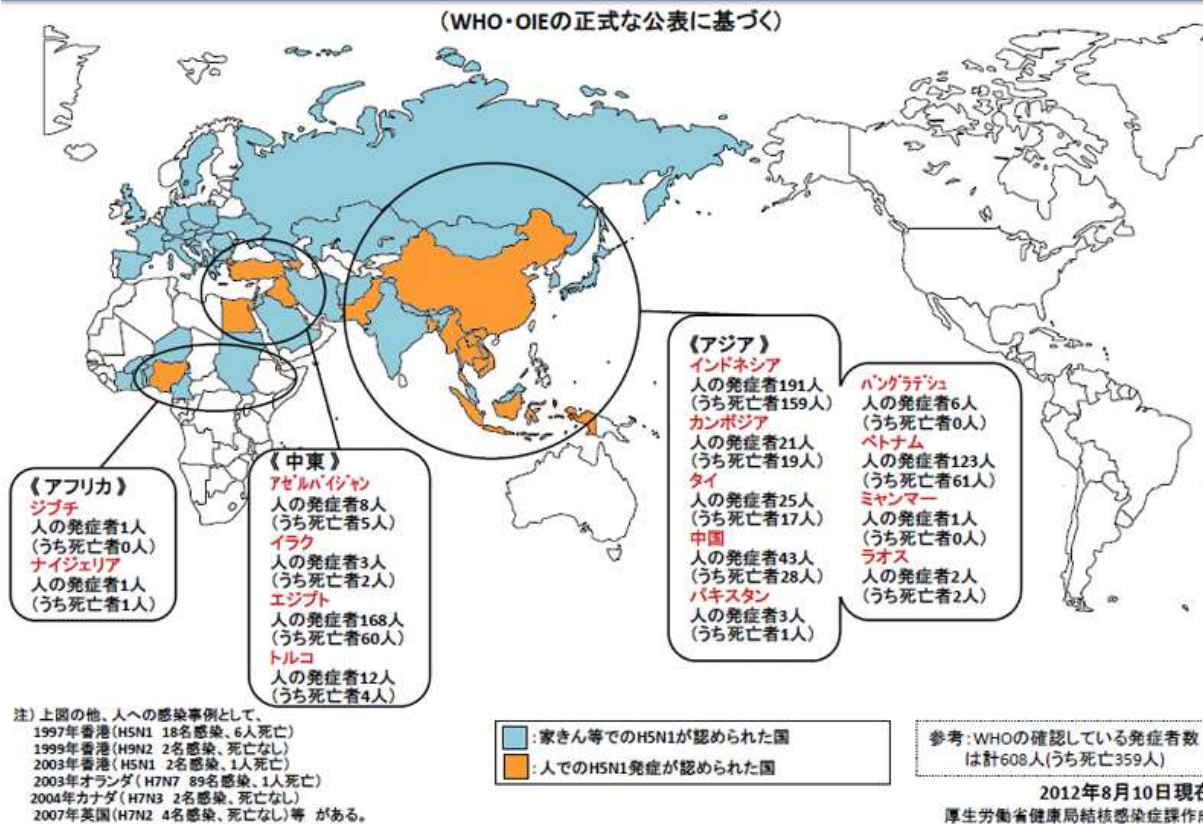 (WHO・OIEの正式な公表に基づく)
《アジア》
インドネシア
人の発症者191人
(うち死亡者159人)
カンボジア
人の発症者21人
(うち死亡者19人)
タイ
人の発症者25人
(うち死亡者17人)
中国
人の発症者43人
(うち死亡者28人)
パキスタン
人の発症者3人
(うち死亡者1人)
バングラデシュ
人の発症者6人
(うち死亡者0人)
ベトナム
人の発症者123人
(うち死亡者61人)
ミャンマー
人の発症者1人
(うち死亡者0人)
ラオス
人の発症者2人
(うち死亡者2人)
《中東》
アゼルバイジャン
人の発症者8人
(うち死亡者5人)
イラク
人の発症者3人
(うち死亡者2人)
エジプト
人の発症者168人
(うち死亡者60人)
トルコ
人の発症者12人
(うち死亡者4人)
《アフリカ》
ジブチ
人の発症者1人
(うち死亡者0人)
ナイジェリア
人の発症者1人
(うち死亡者1人)
注)上図の他、人への感染事例として、
1997年香港(H5N1 18名感染、6人死亡)
1999年香港(H9N2 2名感染、死亡なし)
2003年香港(H5N1 2名感染、1人死亡)
2003年オランダ(H7N7 89名感染、1人死亡)
2004年カナダ(H7N3 2名感染、死亡なし)
2007年英国(H7N2 4名感染、死亡なし)等 がある。
:家きん等でのH5N1が認められた国
:人でのH5N1発症が認められた国
参考:WHOの確認している発症者数
は計608人(うち死亡359人)
2012年8月10日現在
厚生労働省健康局結核感染症課作